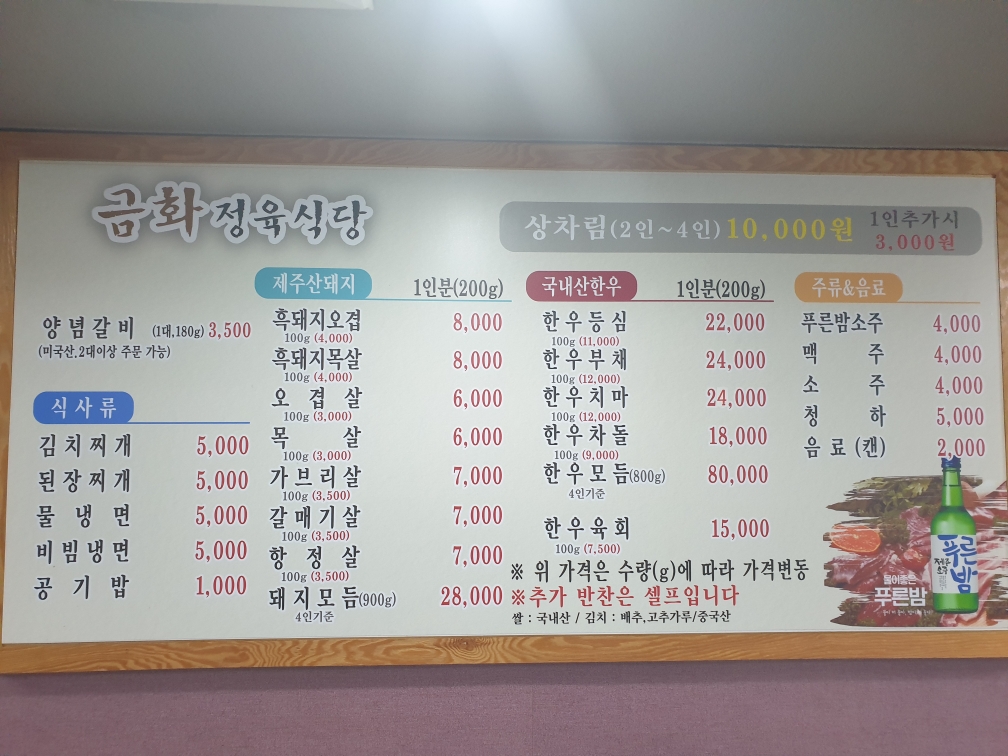 금화정육식당
상차림(2인~4인) 10,000원 1인추가시 3,000원
양념갈비 (1대,180g) 3,500
(미국산,2대이상 주문 가능)
식사류
김치찌개 5,000
된장찌개 5,000
물냉면 5,000
비빔냉면 5,000
공기밥 1,000
제주산돼지 1인분(200g)
흑돼지오겹 8,000
100g (4,000)
흑돼지목살 8,000
100g (4,000)
오겹살 6,000
100g (3,000)
목살 6,000
100g (3,000)
가브리살 7,000
100g (3,500)
갈매기살 7,000
100g (3,500)
항정살 7,000
100g (3,500)
돼지모듬(900g) 28,000
4인기준
국내산한우 1인분(200g)
한우등심 22,000
100g (11,000)
한우부채 24,000
100g (12,000)
한우치마 24,000
100g (12,000)
한우차돌 18,000
100g (9,000)
한우모듬(800g) 80,000
4인기준
한우육회 15,000
100g (7,500)
※ 위 가격은 수량(g)에 따라 가격변동
※추가 반찬은 셀프입니다
쌀 : 국내산 / 김치 : 배추,고추가루/중국산
주류&음료
푸른밤소주 4,000
맥주 4,000
소주 4,000
청하 5,000
음료(캔) 2,000
푸른밤
물이좋은
푸른밤